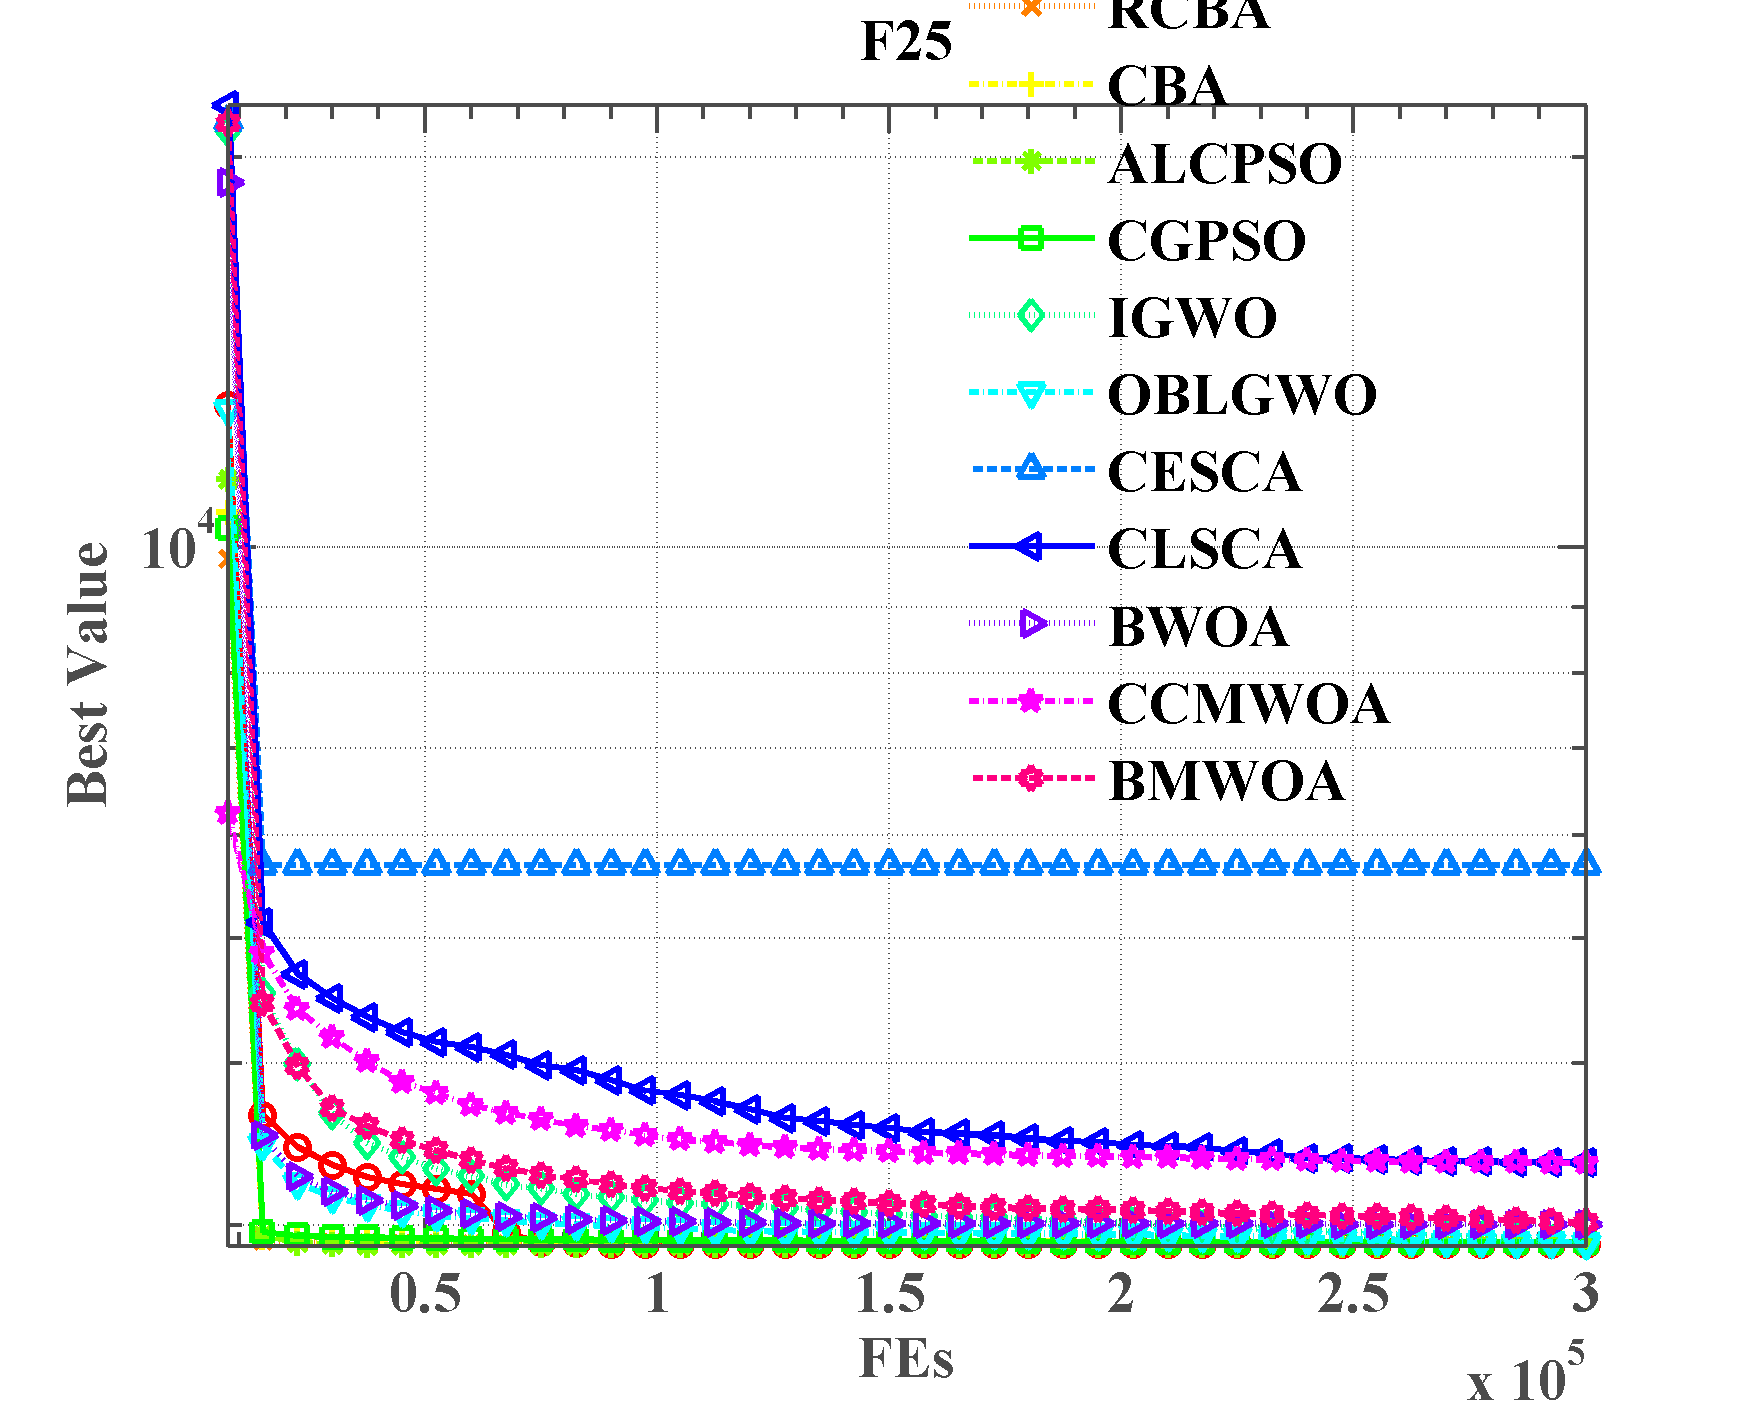 F25
RCBA
CBA
ALCPSO
CGPSO
IGWO
OBLGWO
CESCA
CLSCA
BWOA
CCMWOA
BMWOA
Best Value
10^4
0.5 1 1.5 2 2.5 3
FEs
x 10^5